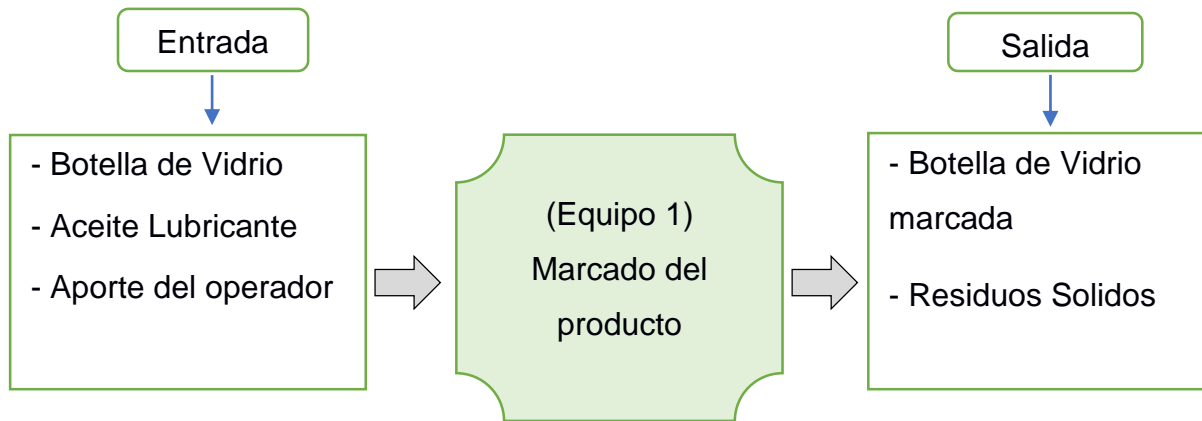 Entrada
- Botella de Vidrio
- Aceite Lubricante
- Aporte del operador
(Equipo 1)
Marcado del
producto
Salida
- Botella de Vidrio
marcada
- Residuos Solidos